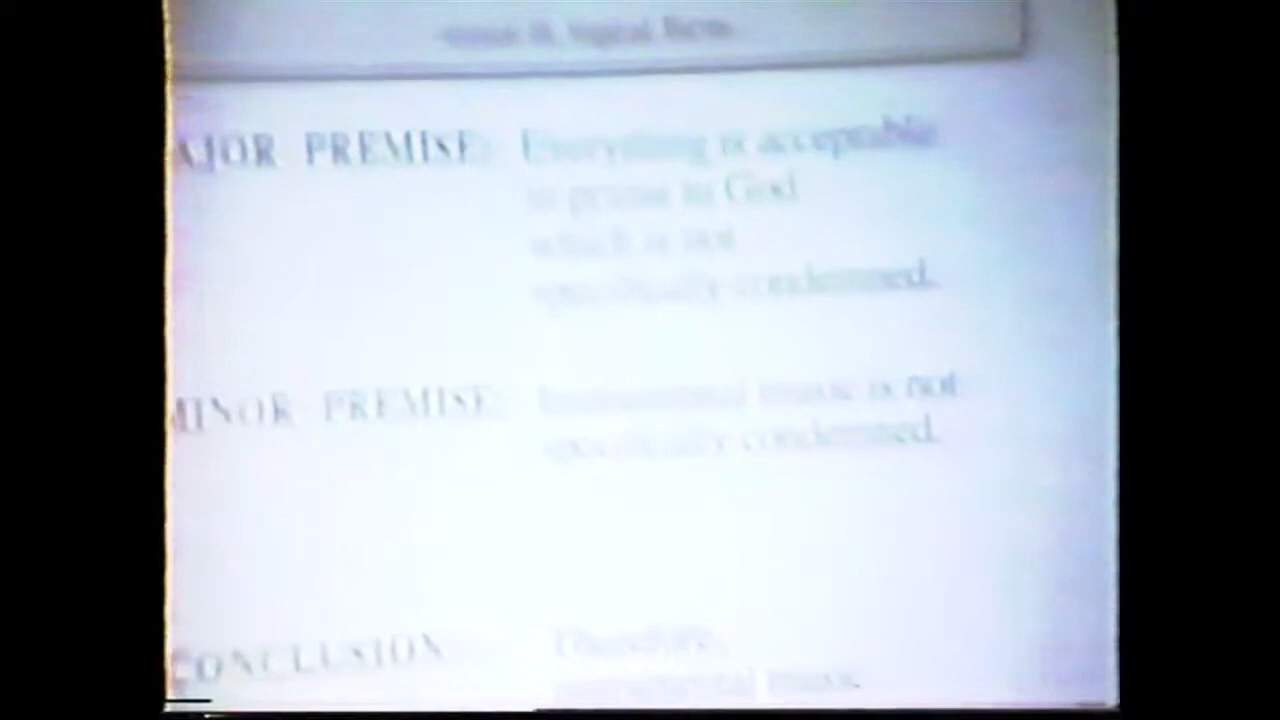 AJOR PREMISE: Everything is acceptable
in praise to God
which is not
specifically condemned.
MINOR PREMISE: Instrumental music is not
specifically condemned.
CONCLUSION: Therefore,
instrumental music